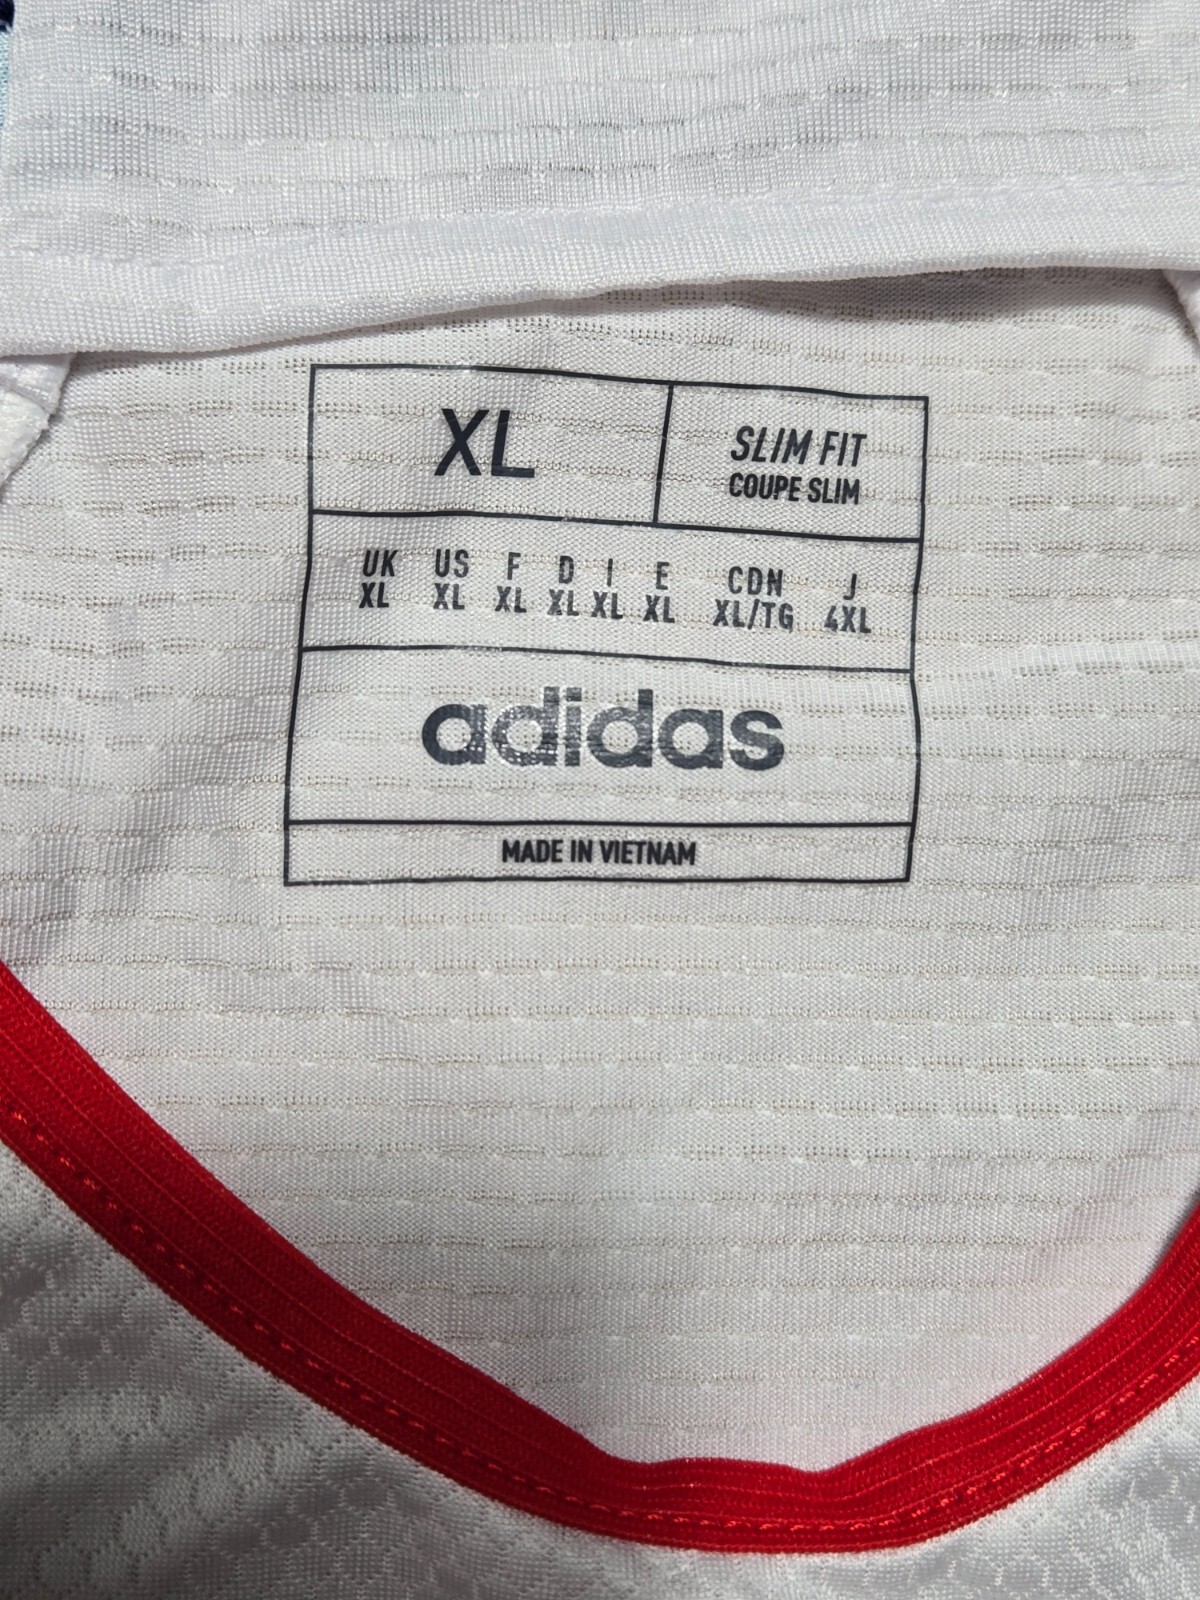 XL
SLIM FIT
COUPE SLIM
UK US F D I E CDN J
XL XL XL XL XL XL XL/TG 4XL
adidas
MADE IN VIETNAM